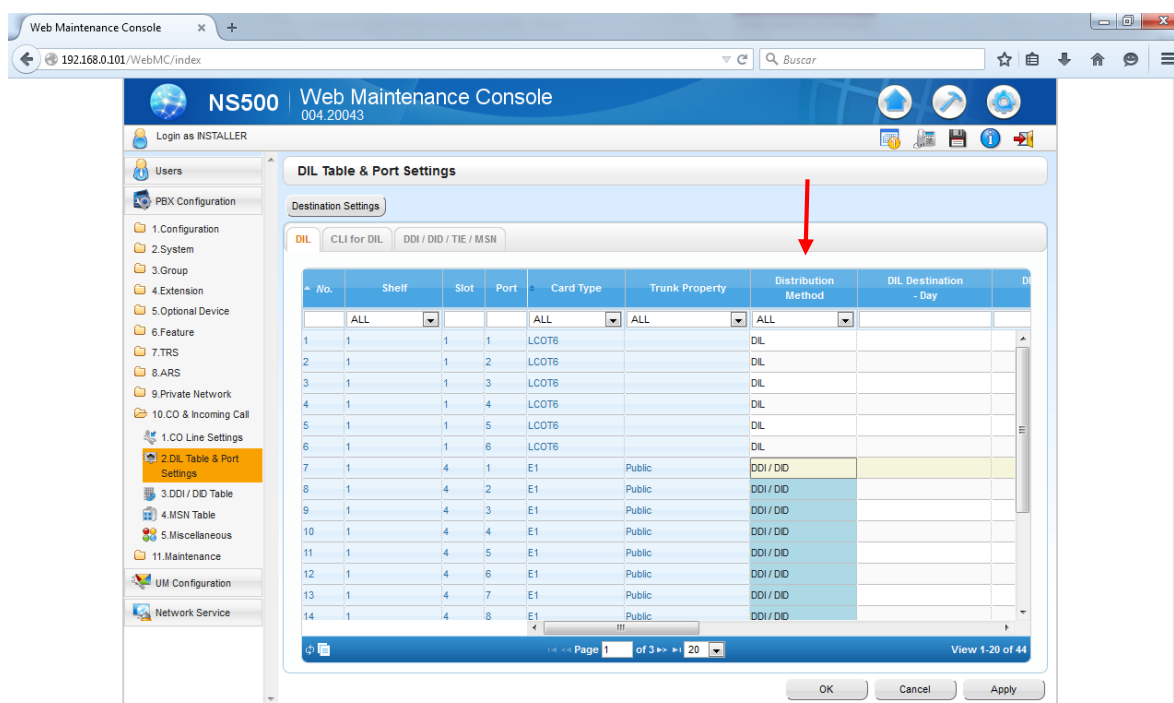 Web Maintenance Console × +
192.168.0.101/WebMC/index
Buscar
NS500 Web Maintenance Console
004.20043
Login as INSTALLER
Users
PBX Configuration
1.Configuration
2.System
3.Group
4.Extension
5.Optional Device
6.Feature
7.TRS
8.ARS
9.Private Network
10.CO & Incoming Call
1.CO Line Settings
2.DIL Table & Port
Settings
3.DDI / DID Table
4.MSN Table
5.Miscellaneous
11.Maintenance
UM Configuration
Network Service
DIL Table & Port Settings
Destination Settings
DIL CLI for DIL DDI / DID / TIE / MSN
No. Shelf Slot Port Card Type Trunk Property Distribution Method DIL Destination - Day DI
ALL ALL ALL ALL
1 1 1 1 LCOT6 DIL
2 1 1 2 LCOT6 DIL
3 1 1 3 LCOT6 DIL
4 1 1 4 LCOT6 DIL
5 1 1 5 LCOT6 DIL
6 1 1 6 LCOT6 DIL
7 1 4 1 E1 Public DDI / DID
8 1 4 2 E1 Public DDI / DID
9 1 4 3 E1 Public DDI / DID
10 1 4 4 E1 Public DDI / DID
11 1 4 5 E1 Public DDI / DID
12 1 4 6 E1 Public DDI / DID
13 1 4 7 E1 Public DDI / DID
14 1 4 8 E1 Public DDI / DID
Page 1 of 3 20 View 1-20 of 44
OK Cancel Apply